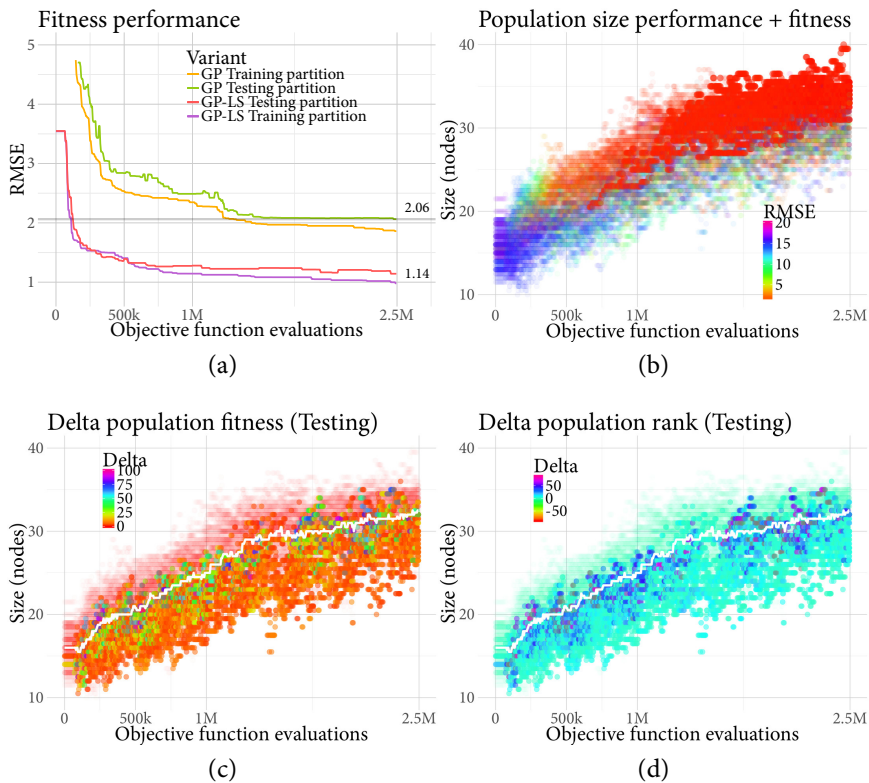 Fitness performance
5
4
3
2
1
RMSE
Variant
GP Training partition
GP Testing partition
GP-LS Testing partition
GP-LS Training partition
2.06
1.14
0
500k
1M
2.5M
Objective function evaluations
(a)
Population size performance + fitness
40
30
20
10
Size (nodes)
RMSE
20
15
10
5
0
500k
1M
2.5M
Objective function evaluations
(b)
Delta population fitness (Testing)
40
30
20
10
Size (nodes)
Delta
100
75
50
25
0
0
500k
1M
2.5M
Objective function evaluations
(c)
Delta population rank (Testing)
40
30
20
10
Size (nodes)
Delta
50
0
-50
0
500k
1M
2.5M
Objective function evaluations
(d)